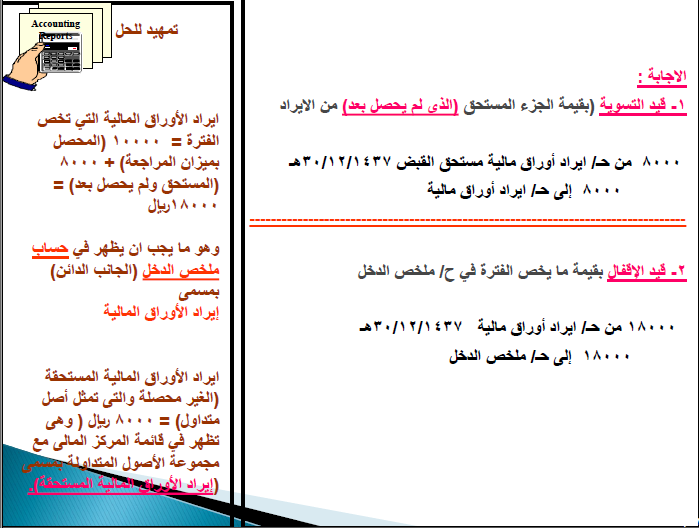 Accounting
Reports
تمهيد للحل
ايراد الأوراق المالية التي تخص
الفترة = ١٠٠٠٠ (المحصل
بميزان المراجعة) + ٨٠٠٠
(المستحق ولم يحصل بعد) =
١٨٠٠٠ريال
وهو ما يجب ان يظهر في حساب
ملخص الدخل (الجانب الدائن)
بمسمى
إيراد الأوراق المالية
ايراد الأوراق المالية المستحقة
(الغير محصلة والتى تمثل أصل
متداول) = ٨٠٠٠ ريال ( وهى
تظهر في قائمة المركز المالى مع
مجموعة الأصول المتداولة بمسمى
(إيراد الأوراق المالية المستحقة).
الاجابة :
١ـ قيد التسوية (بقيمة الجزء المستحق (الذى لم يحصل بعد) من الايراد
٨٠٠٠ من حـ/ ايراد أوراق مالية مستحق القبض ٣٠/١٢/١٤٣٧هـ
٨٠٠٠ إلى حـ/ ايراد أوراق مالية
٢ـ قيد الإقفال بقيمة ما يخص الفترة في ح/ ملخص الدخل
١٨٠٠٠ من حـ/ ايراد أوراق مالية ٣٠/١٢/١٤٣٧هـ
١٨٠٠٠ إلى حـ/ ملخص الدخل